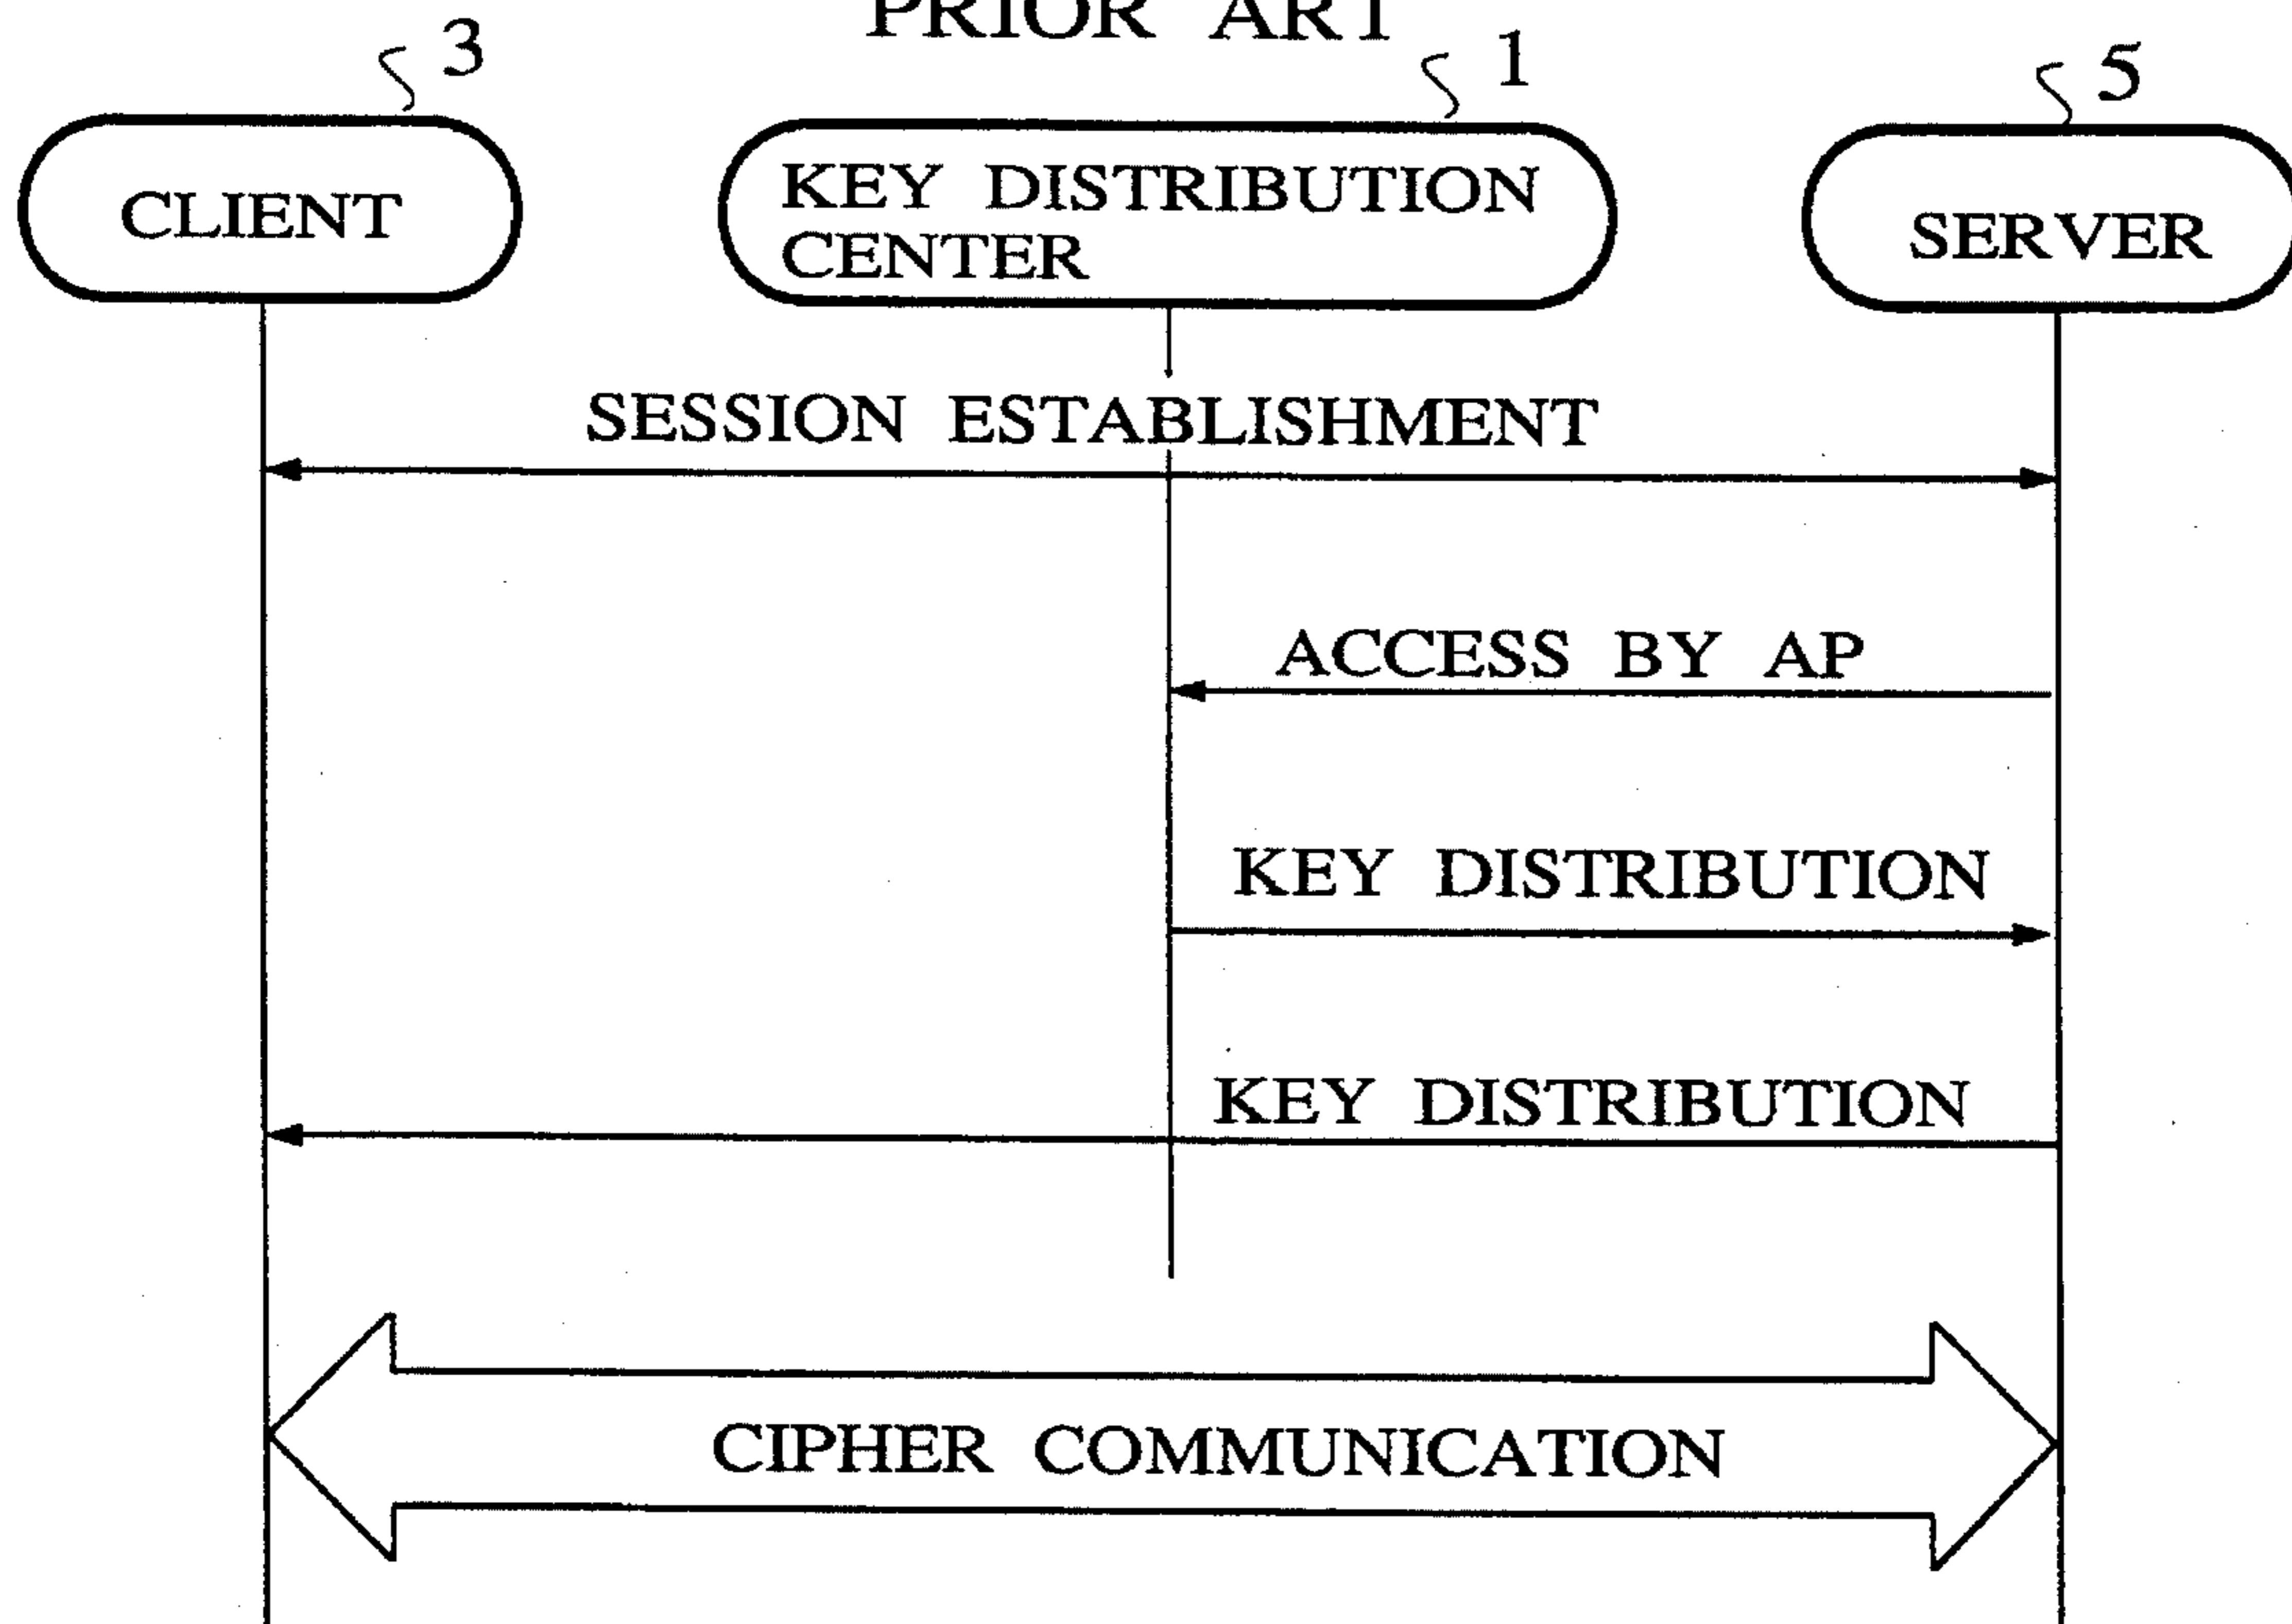 PRIOR ART
3
1
5
CLIENT
KEY DISTRIBUTION
CENTER
SERVER
SESSION ESTABLISHMENT
ACCESS BY AP
KEY DISTRIBUTION
KEY DISTRIBUTION
CIPHER COMMUNICATION